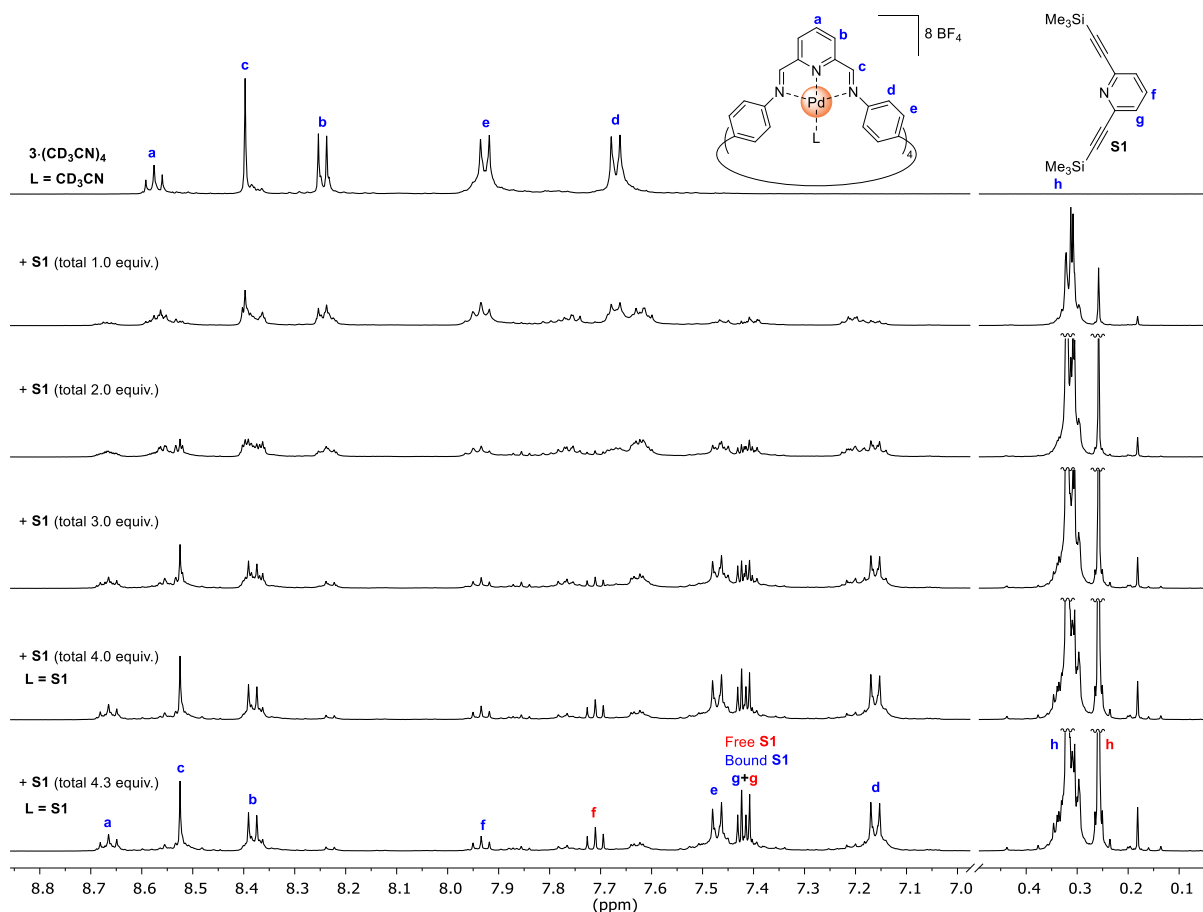 a
b
c
d
e
N
N
N
Pd
L
4
8 BF4
Me3Si
N
f
g
S1
Me3Si
h
3·(CD3CN)4
L = CD3CN
a
c
b
e
d
+ S1 (total 1.0 equiv.)
+ S1 (total 2.0 equiv.)
+ S1 (total 3.0 equiv.)
+ S1 (total 4.0 equiv.)
L = S1
+ S1 (total 4.3 equiv.)
L = S1
a
c
b
f
f
e
Free S1
Bound S1
g+g
d
h
h
8.8 8.7 8.6 8.5 8.4 8.3 8.2 8.1 8.0 7.9 7.8 7.7 7.6 7.5 7.4 7.3 7.2 7.1 7.0 0.4 0.3 0.2 0.1
(ppm)